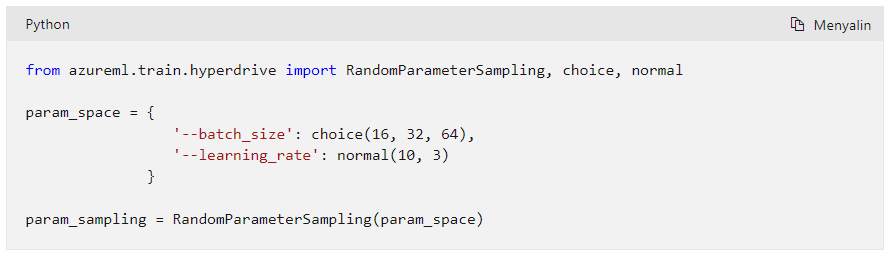 Python
Menyalin
from azureml.train.hyperdrive import RandomParameterSampling, choice, normal
param_space = {
'--batch_size': choice(16, 32, 64),
'--learning_rate': normal(10, 3)
}
param_sampling = RandomParameterSampling(param_space)